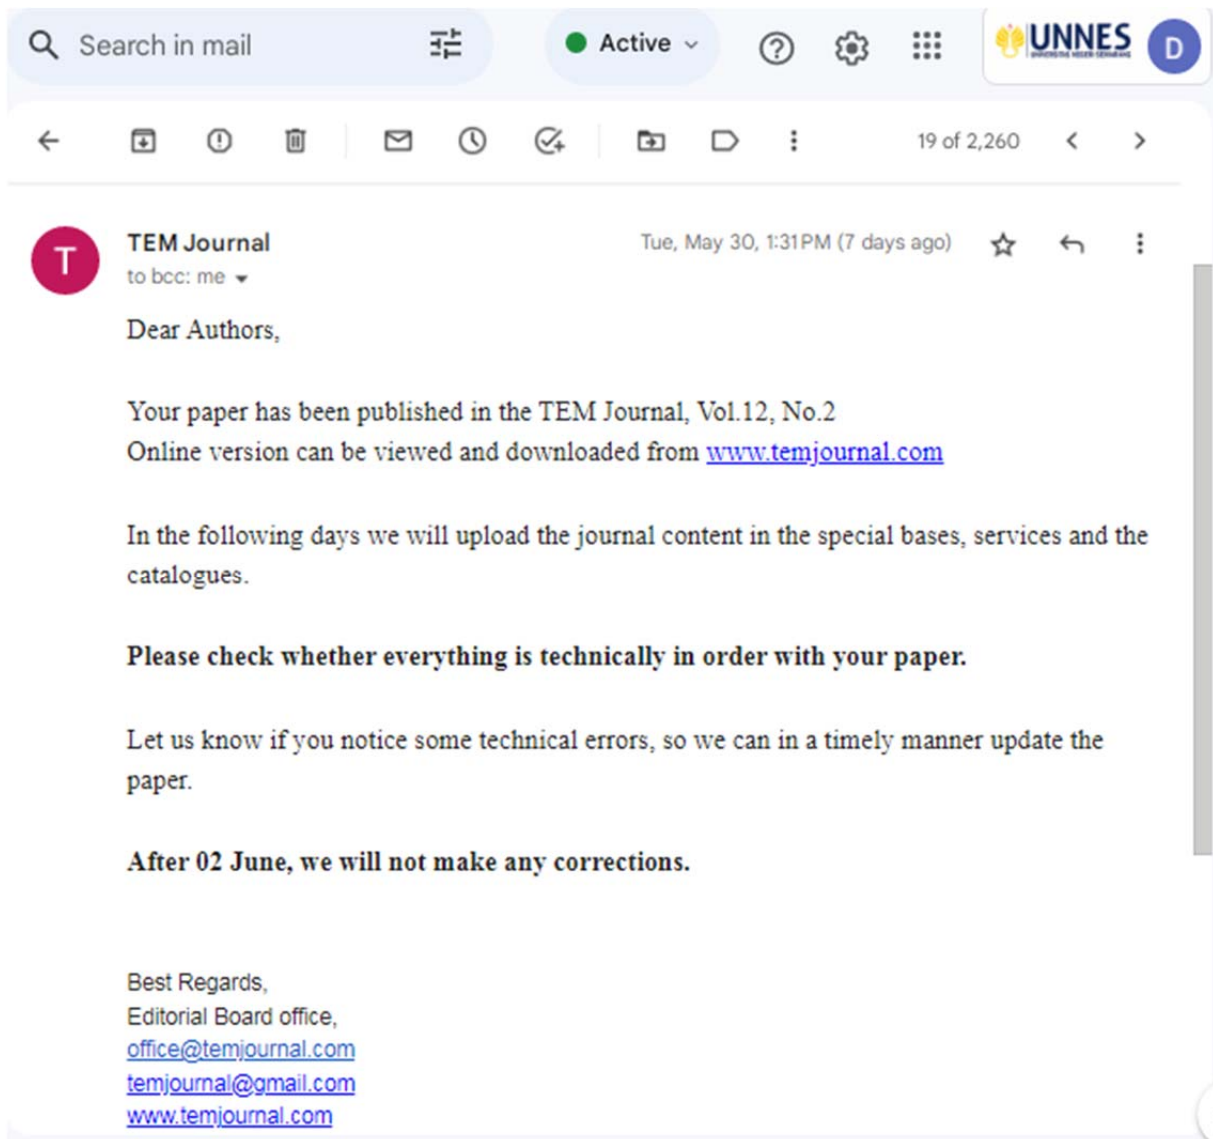 Search in mail
Active
UNNES
UNIVERSITAS NEGERI SEMARANG
D
19 of 2,260
T
TEM Journal
Tue, May 30, 1:31 PM (7 days ago)
to bcc: me
Dear Authors,
Your paper has been published in the TEM Journal, Vol.12, No.2
Online version can be viewed and downloaded from www.temjournal.com
In the following days we will upload the journal content in the special bases, services and the
catalogues.
Please check whether everything is technically in order with your paper.
Let us know if you notice some technical errors, so we can in a timely manner update the
paper.
After 02 June, we will not make any corrections.
Best Regards,
Editorial Board office,
office@temjournal.com
temjournal@gmail.com
www.temjournal.com